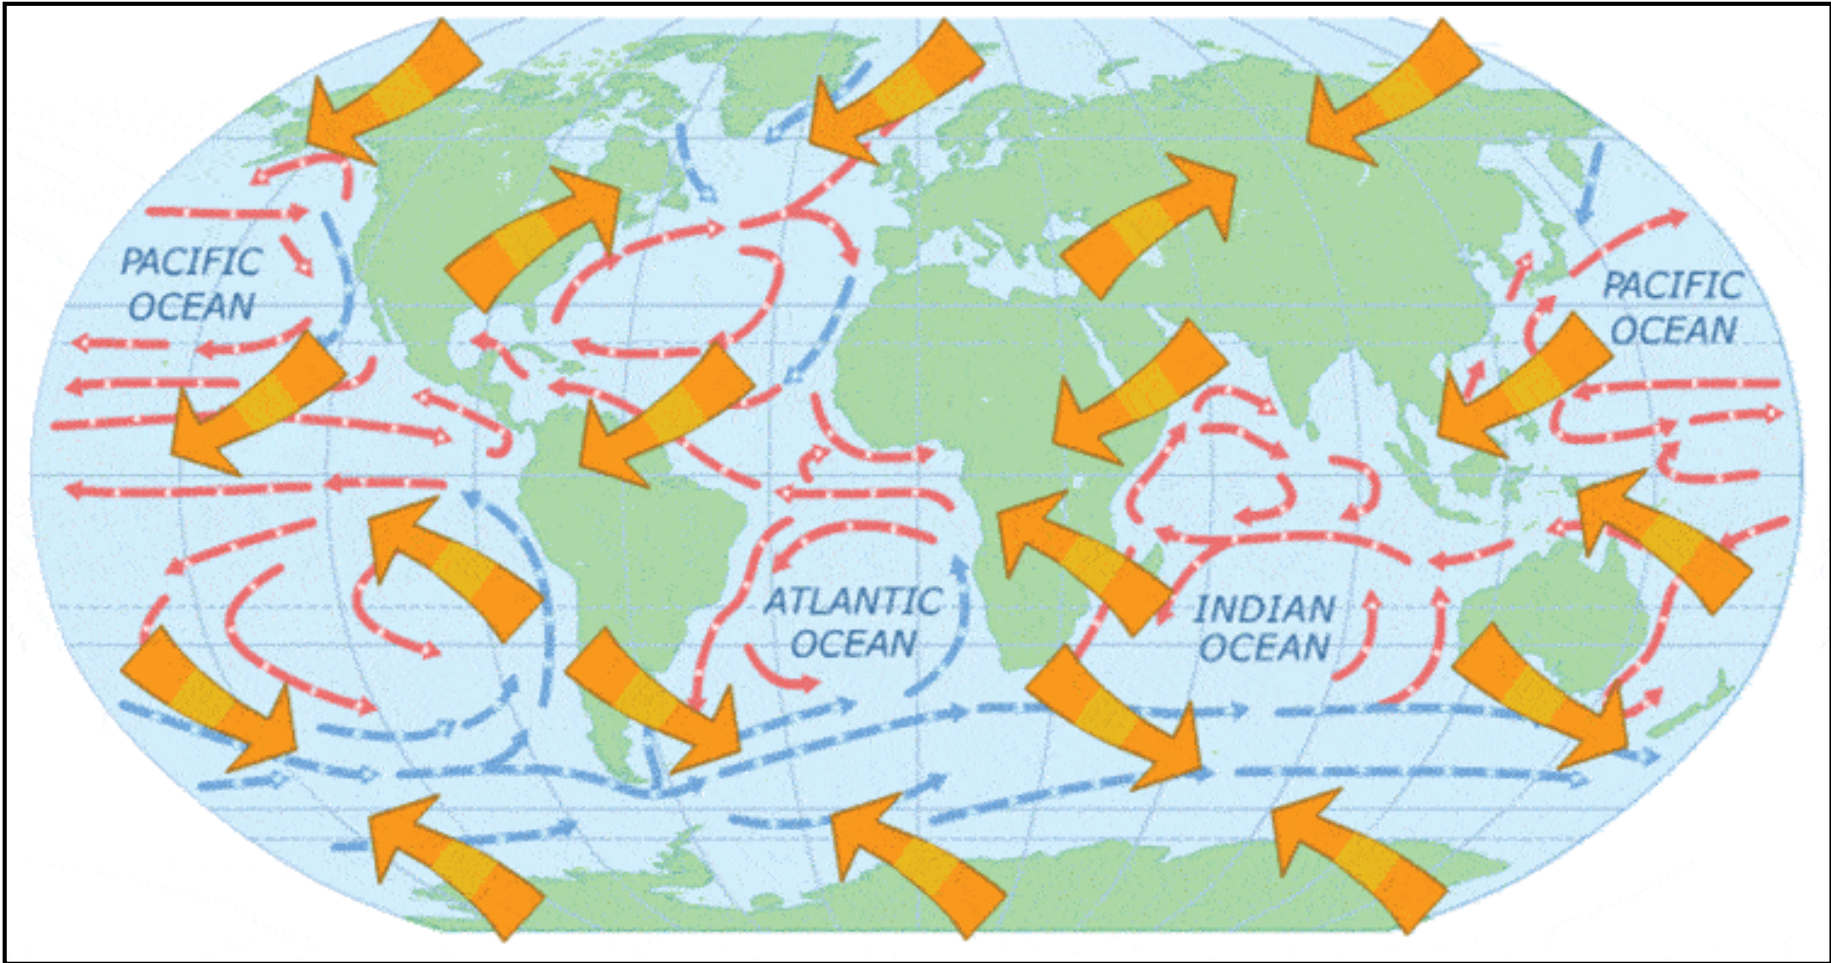 PACIFIC
OCEAN
PACIFIC
OCEAN
ATLANTIC
OCEAN
INDIAN
OCEAN